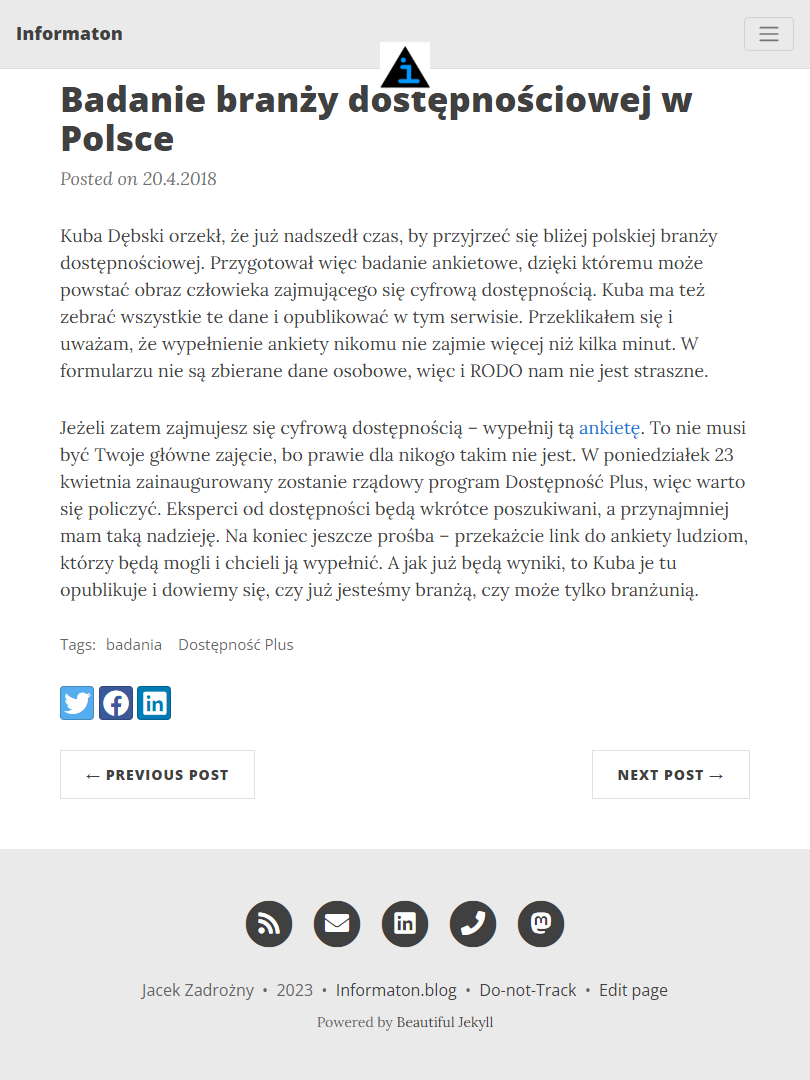 Informaton
Badanie branży dostępnościowej w
Polsce
Posted on 20.4.2018
Kuba Dębski orzekł, że już nadszedł czas, by przyjrzeć się bliżej polskiej branży
dostępnościowej. Przygotował więc badanie ankietowe, dzięki któremu może
powstać obraz człowieka zajmującego się cyfrową dostępnością. Kuba ma też
zebrać wszystkie te dane i opublikować w tym serwisie. Przeklikałem się i
uważam, że wypełnienie ankiety nikomu nie zajmie więcej niż kilka minut. W
formularzu nie są zbierane dane osobowe, więc i RODO nam nie jest straszne.
Jeżeli zatem zajmujesz się cyfrową dostępnością – wypełnij tą ankietę. To nie musi
być Twoje główne zajęcie, bo prawie dla nikogo takim nie jest. W poniedziałek 23
kwietnia zainaugurowany zostanie rządowy program Dostępność Plus, więc warto
się policzyć. Eksperci od dostępności będą wkrótce poszukiwani, a przynajmniej
mam taką nadzieję. Na koniec jeszcze prośba – przekażcie link do ankiety ludziom,
którzy będą mogli i chcieli ją wypełnić. A jak już będą wyniki, to Kuba je tu
opublikuje i dowiemy się, czy już jesteśmy branżą, czy może tylko branżunią.
Tags: badania Dostępność Plus
← PREVIOUS POST
NEXT POST →
Jacek Zadrożny • 2023 • Informaton.blog • Do-not-Track • Edit page
Powered by Beautiful Jekyll